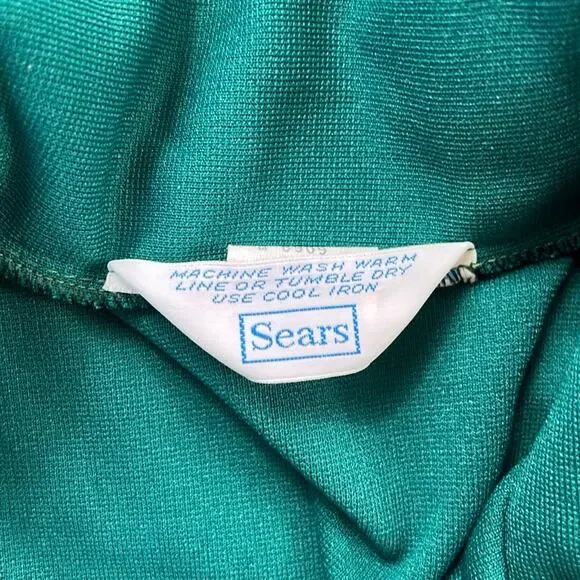 MACHINE WASH WARM
LINE OR TUMBLE DRY
USE COOL IRON
Sears